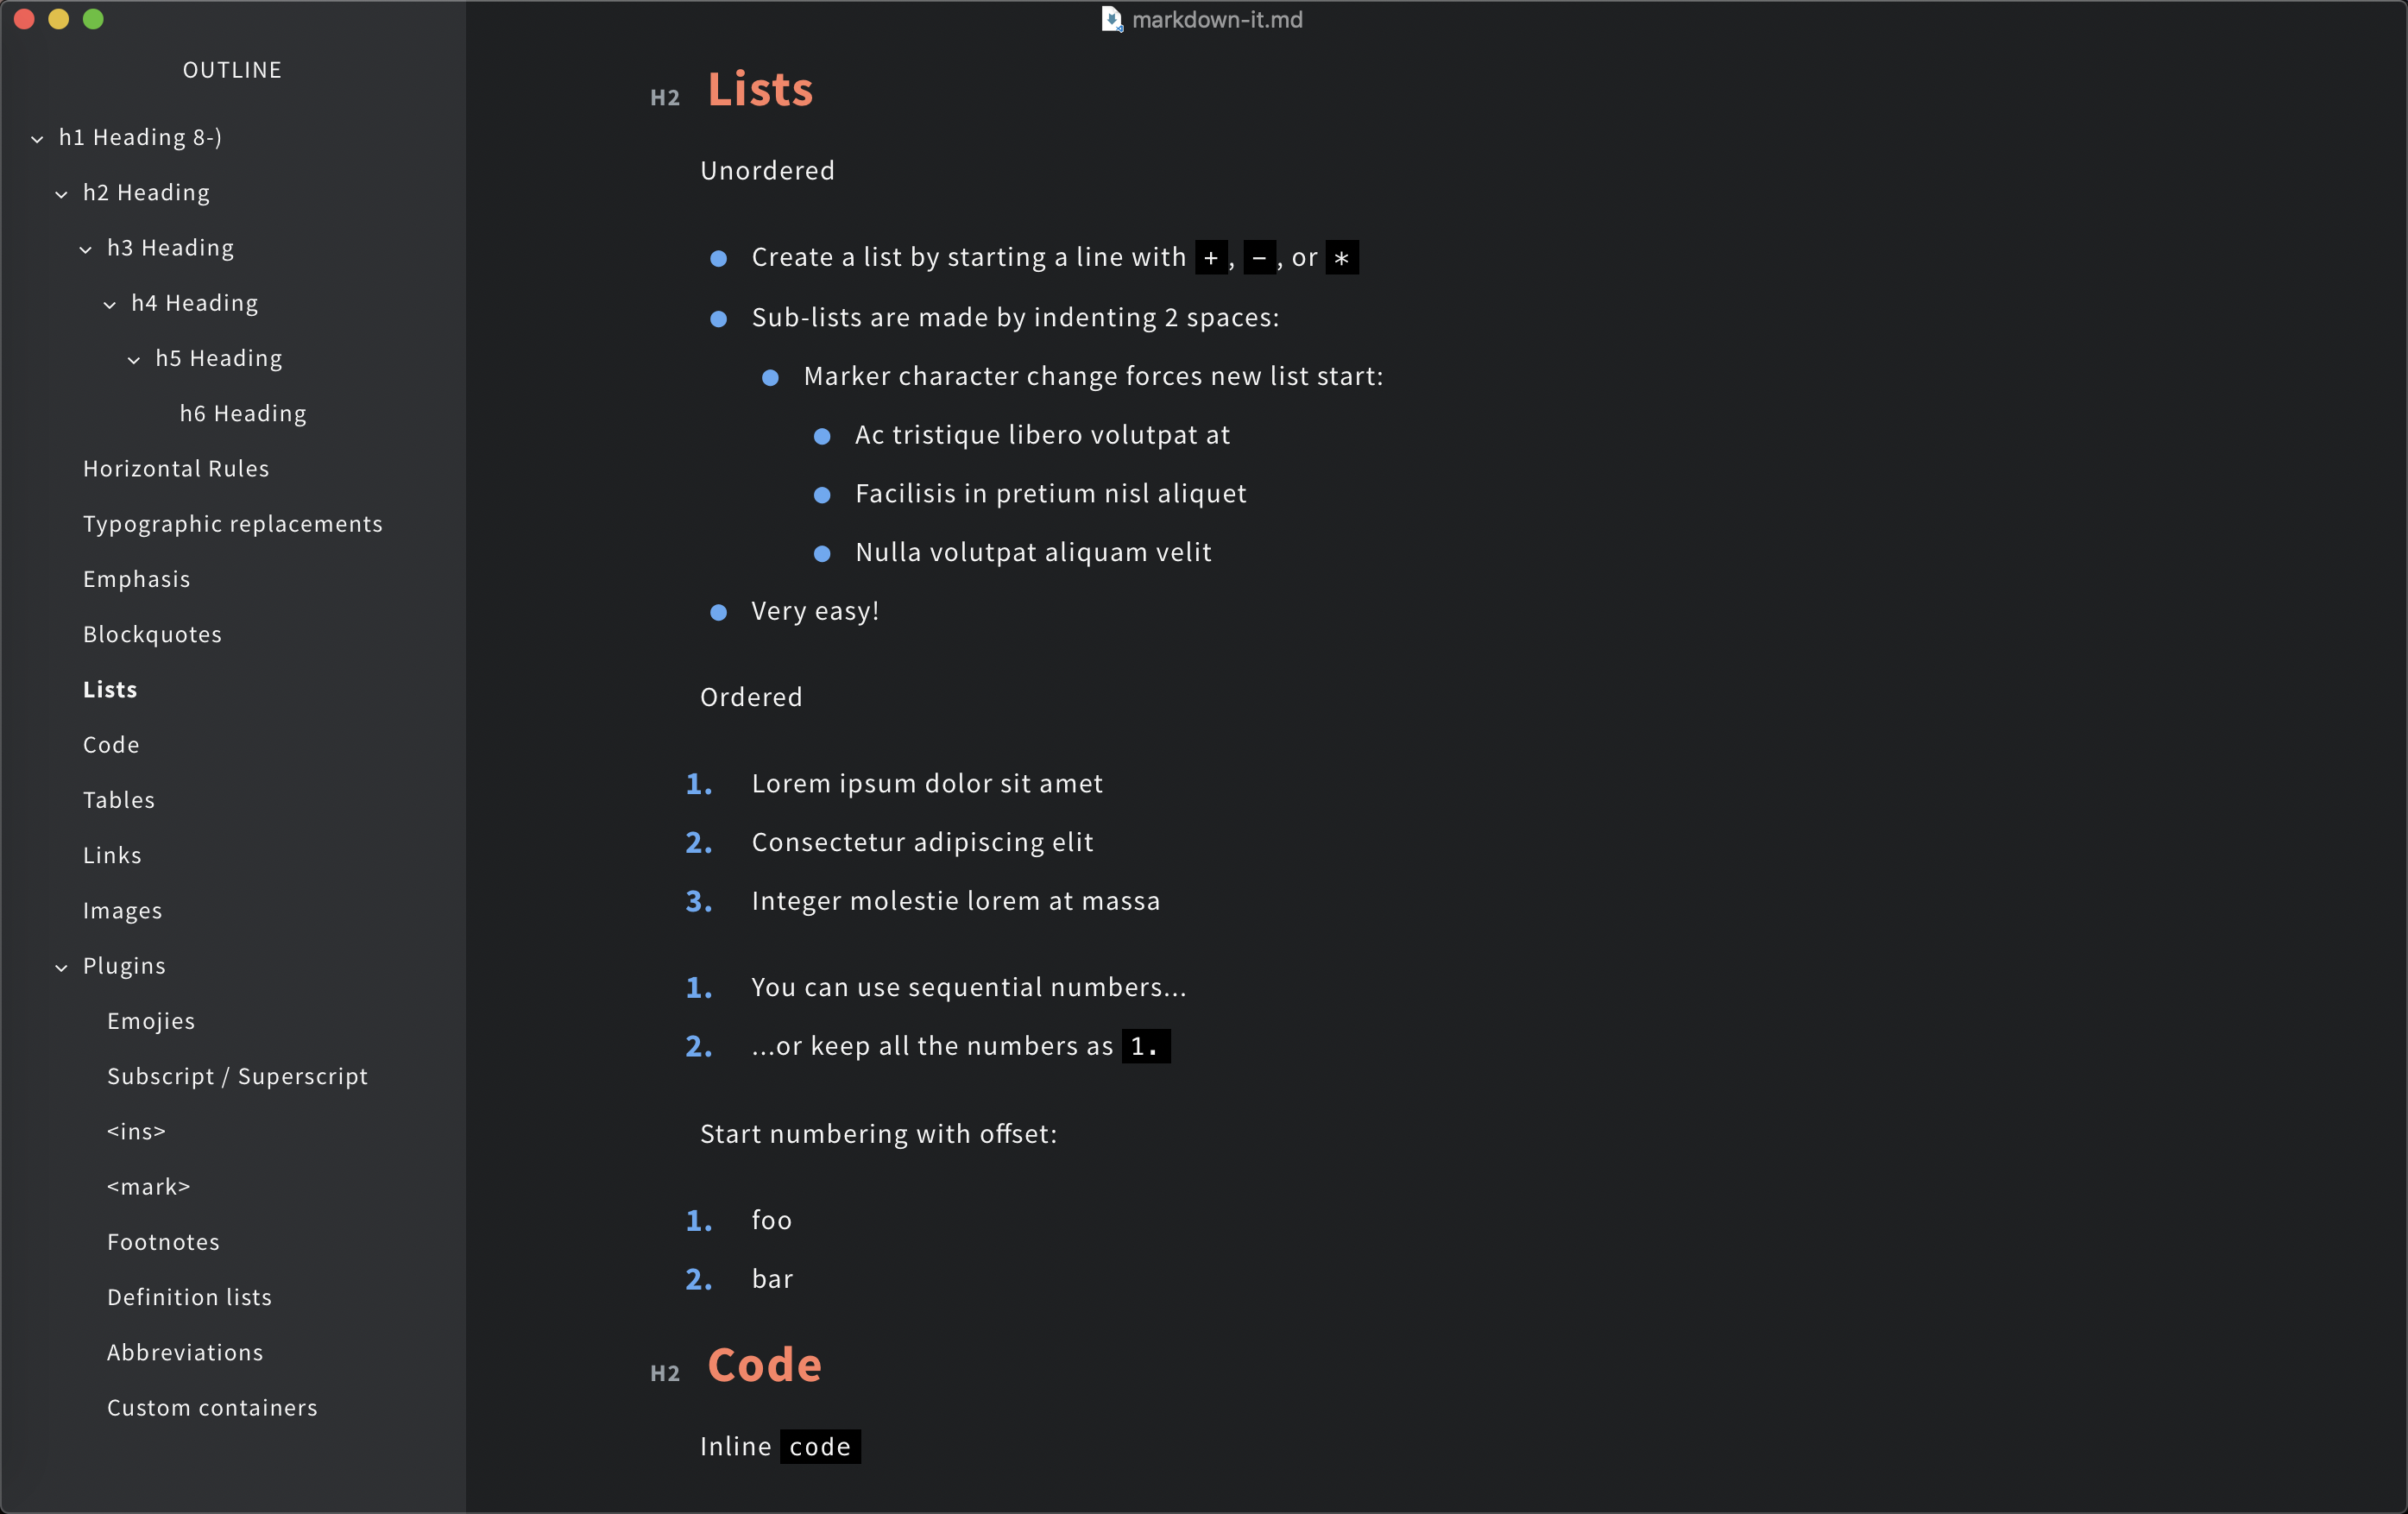 markdown-it.md
OUTLINE
h1 Heading 8-)
h2 Heading
h3 Heading
h4 Heading
h5 Heading
h6 Heading
Horizontal Rules
Typographic replacements
Emphasis
Blockquotes
Lists
Code
Tables
Links
Images
Plugins
Emojies
Subscript / Superscript
<ins>
<mark>
Footnotes
Definition lists
Abbreviations
Custom containers
H2 Lists
Unordered
Create a list by starting a line with +, -, or *
Sub-lists are made by indenting 2 spaces:
Marker character change forces new list start:
Ac tristique libero volutpat at
Facilisis in pretium nisl aliquet
Nulla volutpat aliquam velit
Very easy!
Ordered
1. Lorem ipsum dolor sit amet
2. Consectetur adipiscing elit
3. Integer molestie lorem at massa
1. You can use sequential numbers...
2. ...or keep all the numbers as 1.
Start numbering with offset:
1. foo
2. bar
H2 Code
Inline code